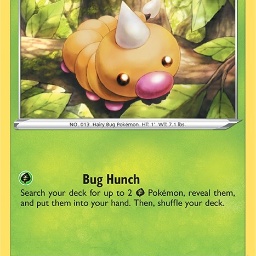 NO. 013 Hairy Bug Pokémon. Ht: 1' Wt: 7.1 lbs.
Bug Hunch
Search your deck for up to 2 Pokémon, reveal them,
and put them into your hand. Then, shuffle your deck.